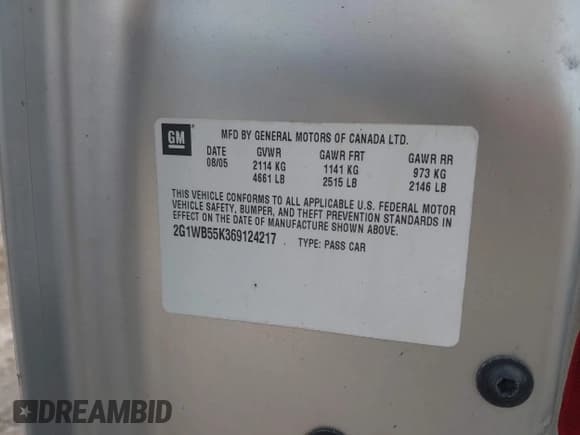 GM
MFD BY GENERAL MOTORS OF CANADA LTD.
DATE GVWR GAWR FRT GAWR RR
08/05 2114 KG 1141 KG 973 KG
4661 LB 2515 LB 2146 LB
THIS VEHICLE CONFORMS TO ALL APPLICABLE U.S. FEDERAL MOTOR
VEHICLE SAFETY, BUMPER, AND THEFT PREVENTION STANDARDS IN
EFFECT ON THE DATE OF MANUFACTURE SHOWN ABOVE.
2G1WB55K369124217 TYPE: PASS CAR
DREAMBID